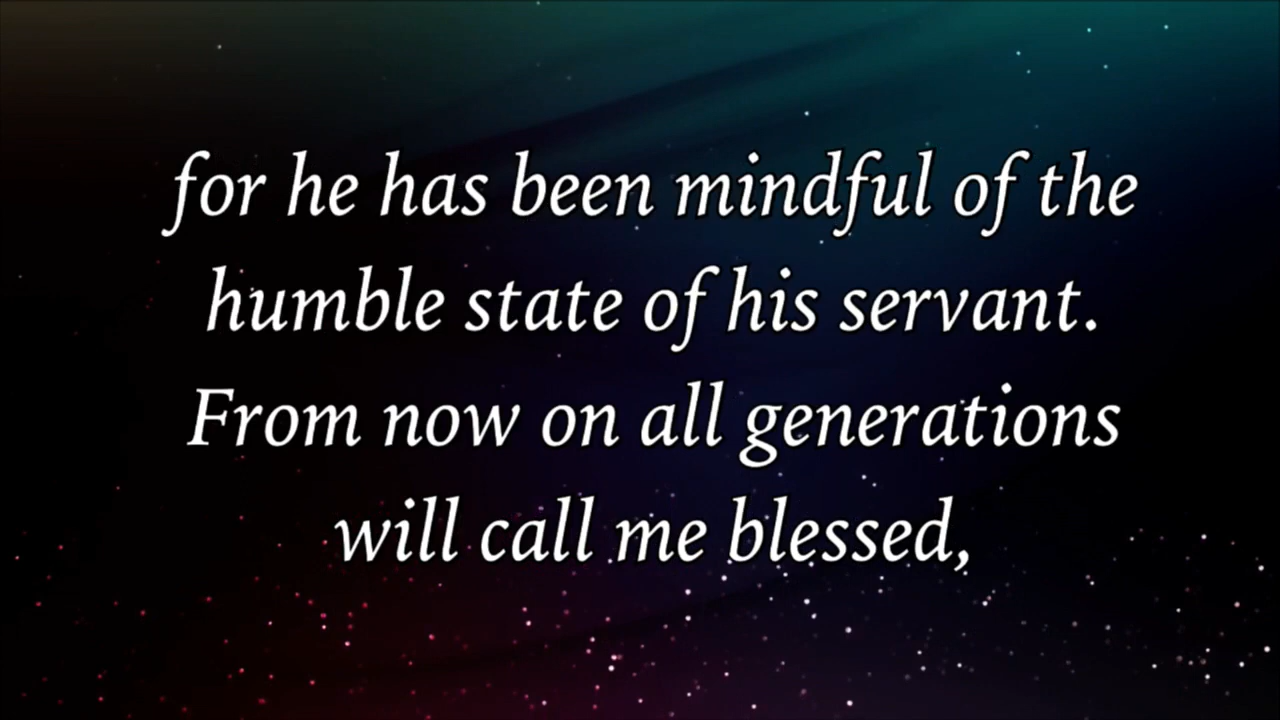 for he has been mindful of the
humble state of his servant.
From now on all generations
will call me blessed,